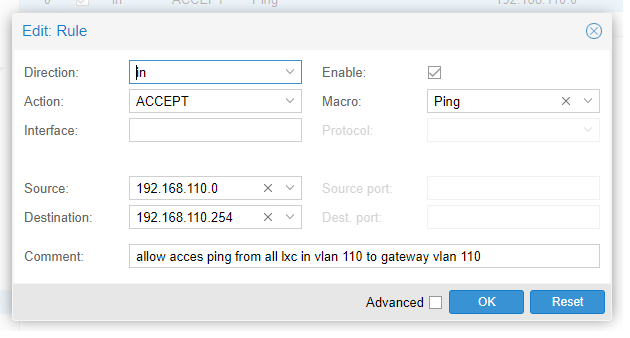 Edit: Rule
Direction: in Enable:
Action: ACCEPT Macro: Ping
Interface: Protocol:
Source: 192.168.110.0 Source port:
Destination: 192.168.110.254 Dest. port:
Comment: allow acces ping from all lxc in vlan 110 to gateway vlan 110
Advanced OK Reset